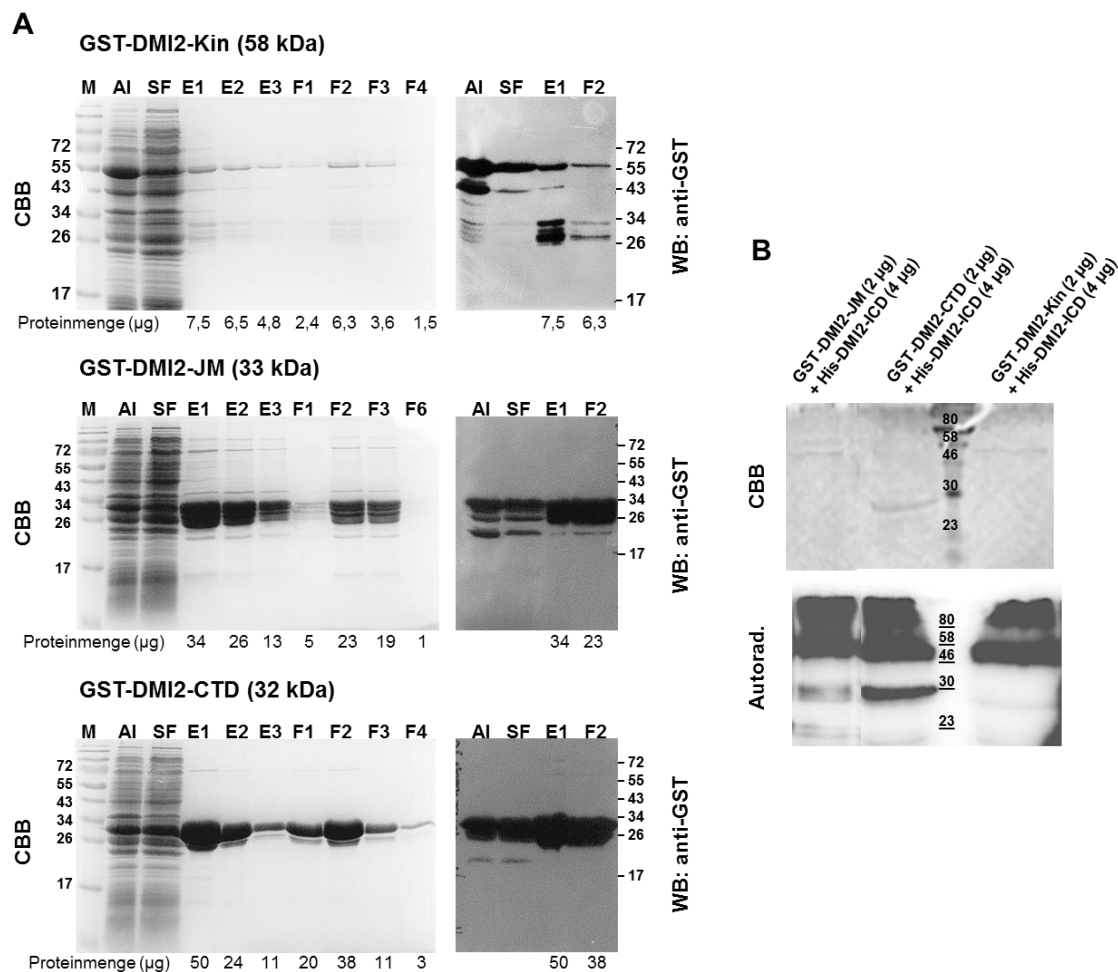 A
GST-DMI2-Kin (58 kDa)
M AI SF E1 E2 E3 F1 F2 F3 F4
72
55
43
34
26
17
CBB
Proteinmenge (µg) 7,5 6,5 4,8 2,4 6,3 3,6 1,5
AI SF E1 F2
72
55
43
34
26
17
WB: anti-GST
7,5 6,3
GST-DMI2-JM (33 kDa)
M AI SF E1 E2 E3 F1 F2 F3 F6
72
55
43
34
26
17
CBB
Proteinmenge (µg) 34 26 13 5 23 19 1
AI SF E1 F2
72
55
43
34
26
17
WB: anti-GST
34 23
GST-DMI2-CTD (32 kDa)
M AI SF E1 E2 E3 F1 F2 F3 F4
72
55
43
34
26
17
CBB
Proteinmenge (µg) 50 24 11 20 38 11 3
AI SF E1 F2
72
55
43
34
26
17
WB: anti-GST
50 38
B
GST-DMI2-JM (2 µg)
+ His-DMI2-ICD (4 µg)
GST-DMI2-CTD (2 µg)
+ His-DMI2-ICD (4 µg)
GST-DMI2-Kin (2 µg)
+ His-DMI2-ICD (4 µg)
CBB
80
58
46
30
23
Autorad.
80
58
46
30
23